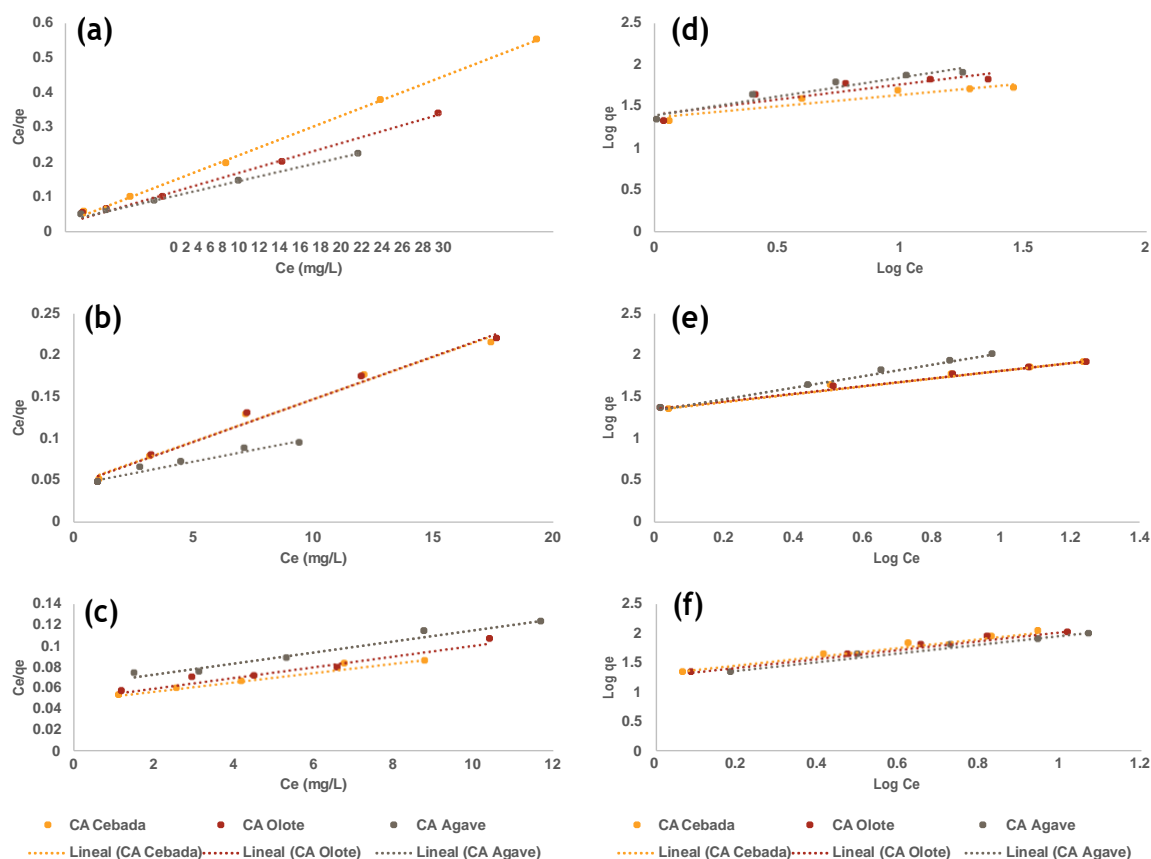 (a)
0.6
0.5
0.4
0.3
0.2
0.1
0
Ce/qe
0 2 4 6 8 10 12 14 16 18 20 22 24 26 28 30
Ce (mg/L)
(d)
2.5
2
1.5
1
0.5
0
Log qe
0 0.5 1 1.5 2
Log Ce
(b)
0.25
0.2
0.15
0.1
0.05
0
Ce/qe
0 5 10 15 20
Ce (mg/L)
(e)
2.5
2
1.5
1
0.5
0
Log qe
0 0.2 0.4 0.6 0.8 1 1.2 1.4
Log Ce
(c)
0.14
0.12
0.1
0.08
0.06
0.04
0.02
0
Ce/qe
0 2 4 6 8 10 12
Ce (mg/L)
(f)
2.5
2
1.5
1
0.5
0
Log qe
0 0.2 0.4 0.6 0.8 1 1.2
Log Ce
CA Cebada CA Olote CA Agave
Lineal (CA Cebada) Lineal (CA Olote) Lineal (CA Agave)
CA Cebada CA Olote CA Agave
Lineal (CA Cebada) Lineal (CA Olote) Lineal (CA Agave)